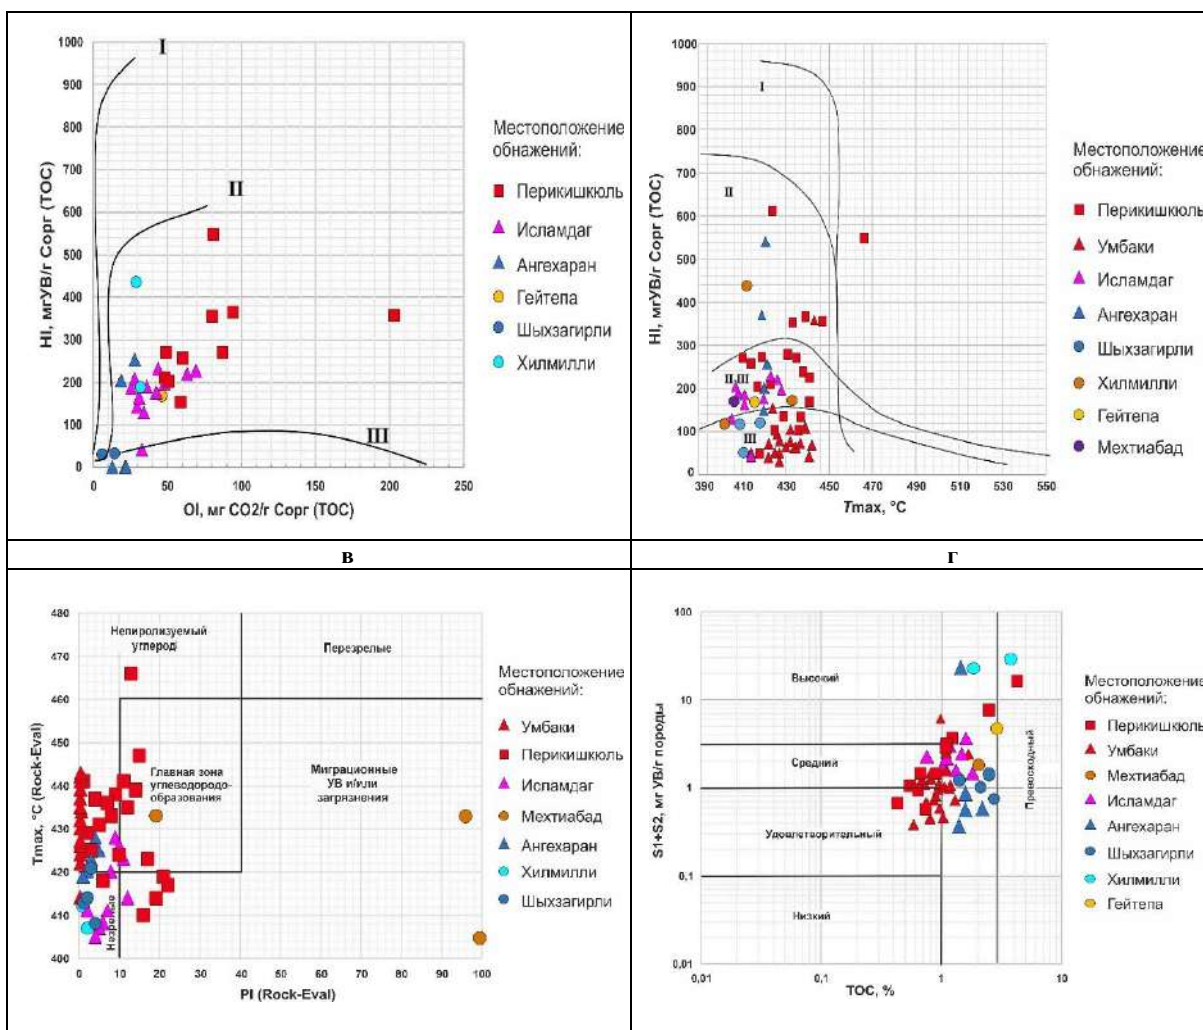 1000
900
800
700
600
500
400
300
200
100
0
HI, мгУВ/г Сорг (TOC)
I
II
III
0
50
100
150
200
250
OI, мг CO2/г Сорг (TOC)
Местоположение
обнажений:
Перикишкюль
Исламдаг
Ангехаран
Гейтепа
Шыхзагирли
Хилмилли
1000
900
800
700
600
500
400
300
200
100
0
HI, мгУВ/г Сорг (TOC)
I
II
II-III
III
390
410
430
450
470
490
510
530
550
Tmax, °C
Местоположение
обнажений:
Перикишкюль
Умбаки
Исламдаг
Ангехаран
Шыхзагирли
Хилмилли
Гейтепа
Мехтиабад
в
г
480
470
460
450
440
430
420
410
400
Tmax, °C (Rock-Eval)
Непиролизуемый
углерод
Перезрелые
Главная зона
углеводородо-
образования
Миграционные
УВ и/или
загрязнения
Незрелые
0
10
20
30
40
50
60
70
80
90
100
PI (Rock-Eval)
Местоположение
обнажений:
Умбаки
Перикишкюль
Исламдаг
Мехтиабад
Ангехаран
Хилмилли
Шыхзагирли
100
10
1
0,1
0,01
S1+S2, мг УВ/г породы
Высокий
Средний
Удовлетворительный
Низкий
Превосходный
0,01
0,1
1
10
TOC, %
Местоположение
обнажений:
Перикишкюль
Умбаки
Мехтиабад
Исламдаг
Ангехаран
Шыхзагирли
Хилмилли
Гейтепа